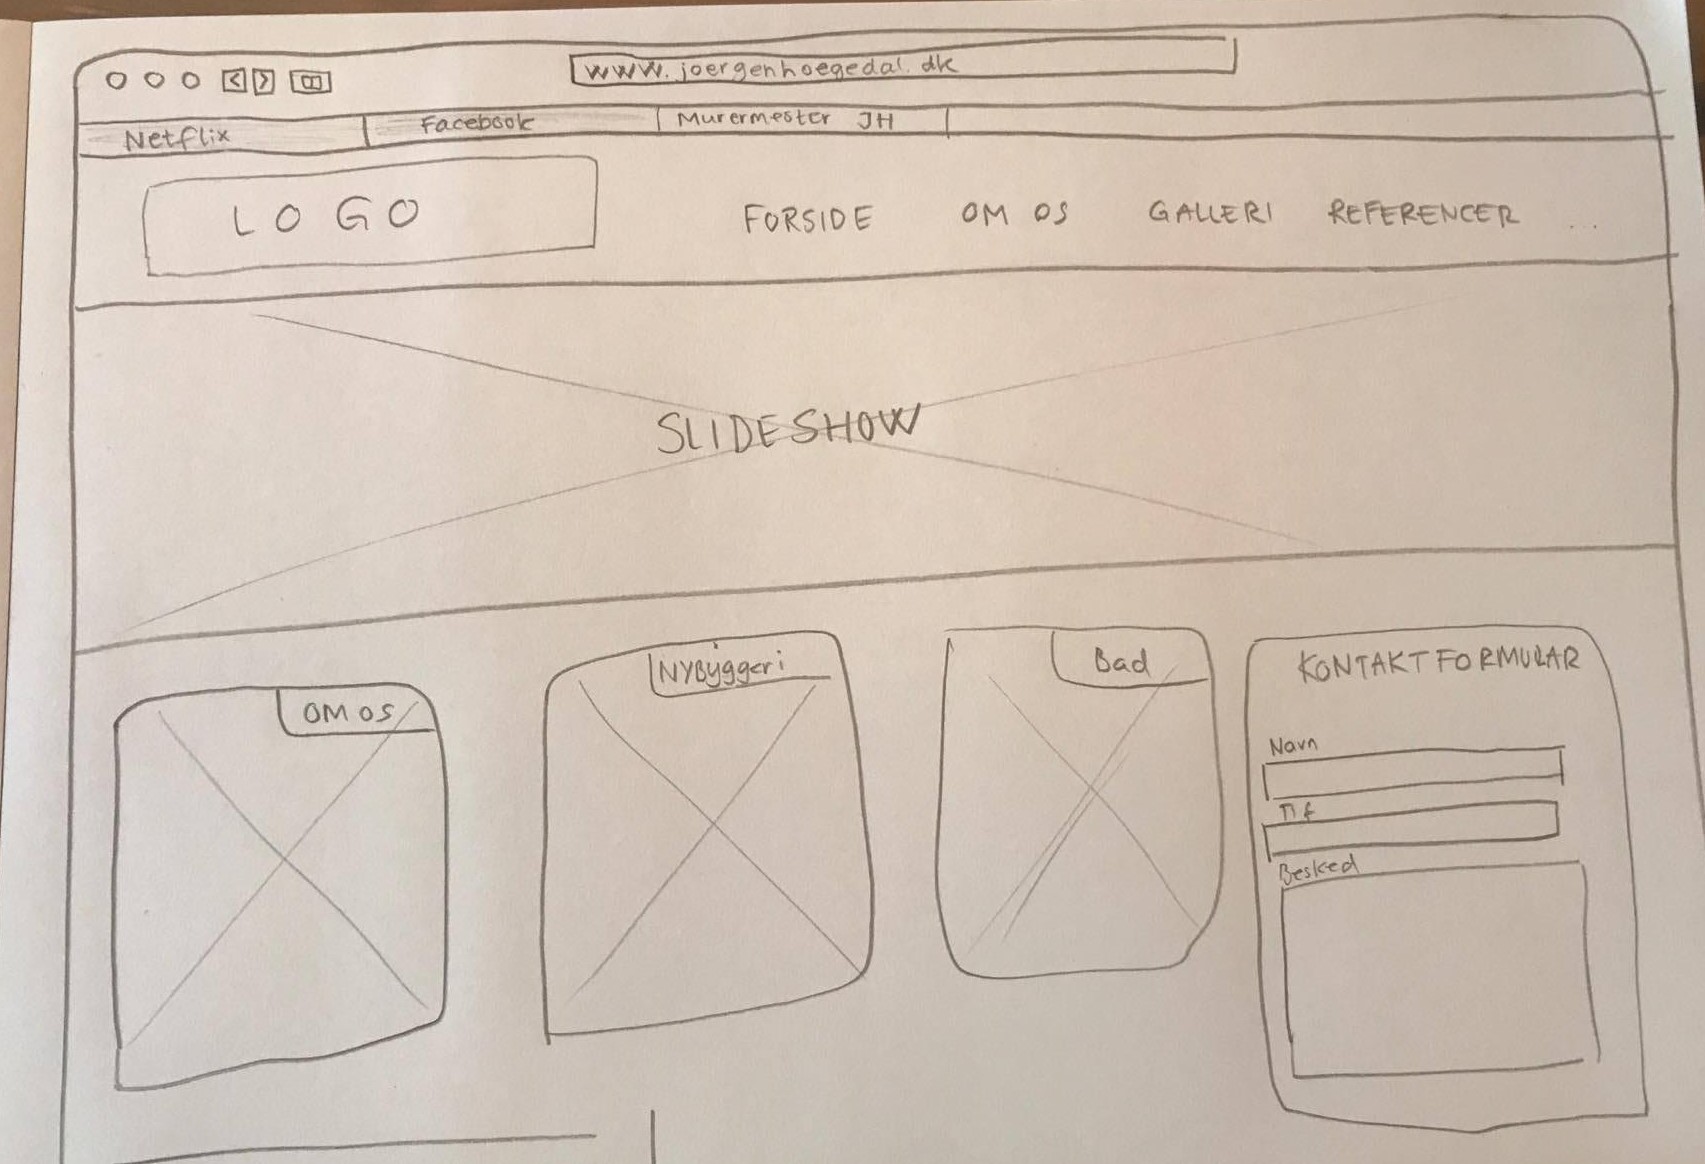 www.joergenhoegedal.dk
Netflix
Facebook
Murermester JH
LOGO
FORSIDE OM OS GALLERI REFERENCER ...
SLIDESHOW
OM OS
NYByggeri
Bad
KONTAKTFORMULAR
Navn
Tlf
Besked